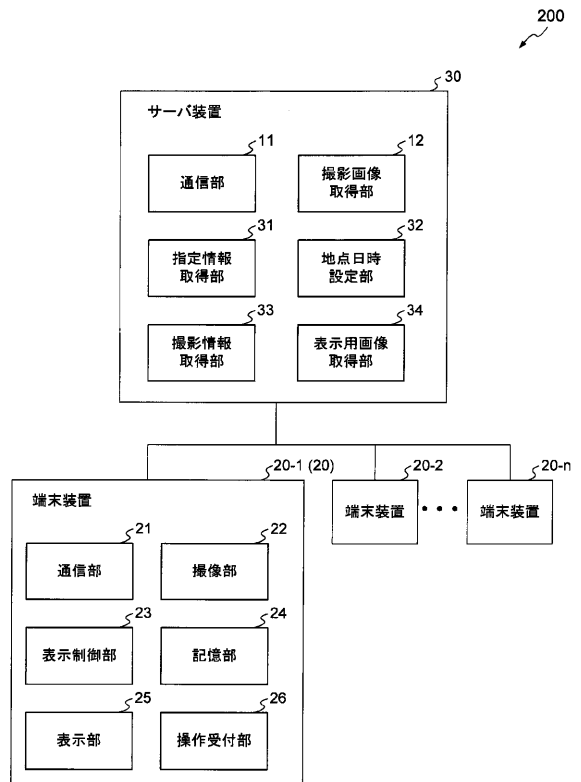 200
30
サーバ装置
11
12
通信部
撮影画像
取得部
31
32
指定情報
取得部
地点日時
設定部
33
34
撮影情報
取得部
表示用画像
取得部
20-1 (20)
20-2
20-n
端末装置
端末装置
・・・
端末装置
21
22
通信部
撮像部
23
24
表示制御部
記憶部
25
26
表示部
操作受付部